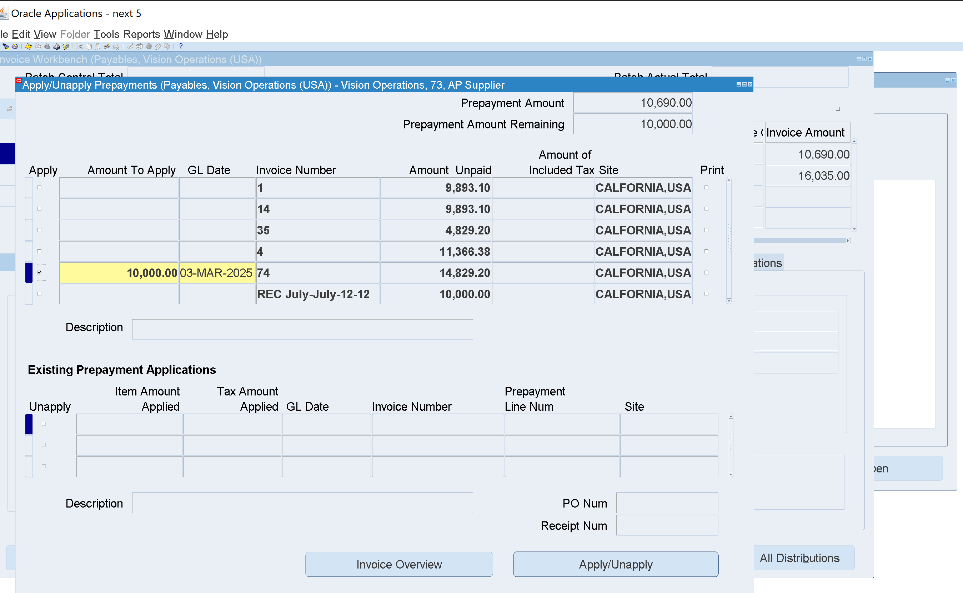 Oracle Applications - next 5
le Edit View Folder Tools Reports Window Help
nvoice Workbench (Payables, Vision Operations (USA))
Batch Control Total Batch Actual Total
Apply/Unapply Prepayments (Payables, Vision Operations (USA)) - Vision Operations, 73, AP Supplier
Prepayment Amount 10,690.00
Prepayment Amount Remaining 10,000.00
Invoice Amount
10,690.00
16,035.00
Amount of
Apply Amount To Apply GL Date Invoice Number Amount Unpaid Included Tax Site Print
1 9,893.10 CALFORNIA,USA
14 9,893.10 CALFORNIA,USA
35 4,829.20 CALFORNIA,USA
4 11,366.38 CALFORNIA,USA
ations
10,000.00 03-MAR-2025 74 14,829.20 CALFORNIA,USA
REC July-July-12-12 10,000.00 CALFORNIA,USA
Description
Existing Prepayment Applications
Item Amount Tax Amount Prepayment
Unapply Applied Applied GL Date Invoice Number Line Num Site
pen
Description PO Num
Receipt Num
Invoice Overview Apply/Unapply All Distributions